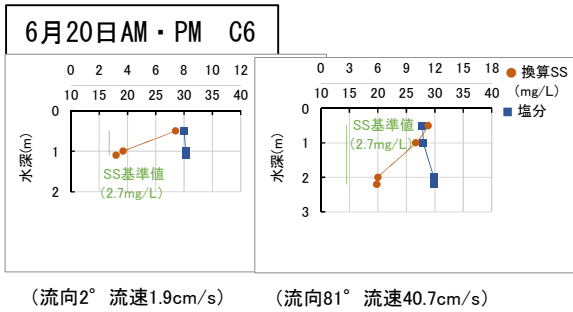 6月20日AM・PM C6
0 2 4 6 8 10 12
10 15 20 25 30 35 40
0
1
2
水深(m)
SS基準値
(2.7mg/L)
(流向2° 流速1.9cm/s)
0 3 6 9 12 15 18
10 15 20 25 30 35 40
0
1
2
3
水深(m)
SS基準値
(2.7mg/L)
換算SS
(mg/L)
塩分
(流向81° 流速40.7cm/s)